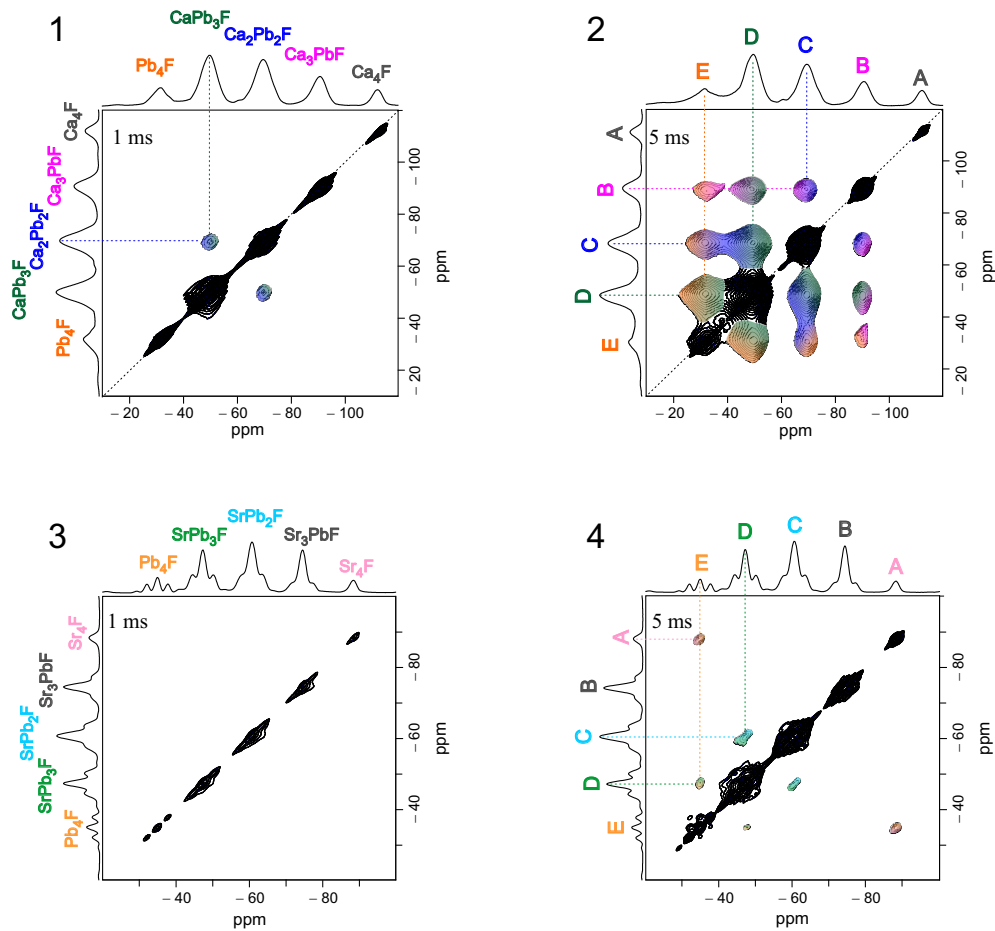 1
CaPb₃F
Ca₂Pb₂F
Pb₄F
Ca₃PbF
Ca₄F
1 ms
Ca₄F
Ca₃PbF
Ca₂Pb₂F
CaPb₃F
Pb₄F
– 100
– 80
– 60
– 40
– 20
ppm
– 20
– 40
– 60
– 80
– 100
ppm
2
E
D
C
B
A
5 ms
A
B
C
D
E
– 100
– 80
– 60
– 40
– 20
ppm
– 20
– 40
– 60
– 80
– 100
ppm
3
SrPb₂F
SrPb₃F
Sr₃PbF
Pb₄F
Sr₄F
1 ms
Sr₄F
Sr₃PbF
SrPb₂F
SrPb₃F
Pb₄F
– 80
– 60
– 40
ppm
– 40
– 60
– 80
ppm
4
E
D
C
B
A
5 ms
A
B
C
D
E
– 80
– 60
– 40
ppm
– 40
– 60
– 80
ppm